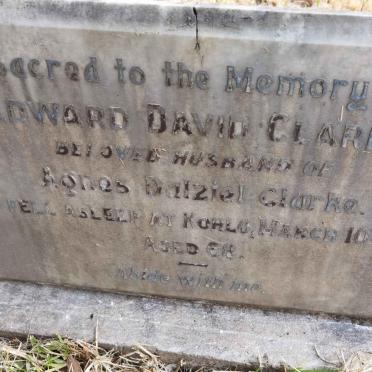 Sacred to the Memory
EDWARD DAVID CLARK
BELOVED HUSBAND OF
Agnes Dalziel Clarke.
FELL ASLEEP AT KOHLO, MARCH 10
AGED 68.
Abide with me.